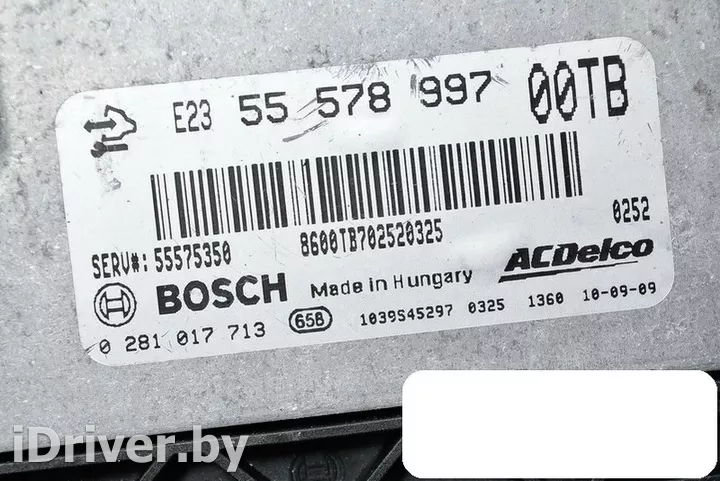 E23 55 578 997 00TB
SERV#: 55575350 8600TB702520325 0252
BOSCH Made in Hungary ACDelco
0 281 017 713 65B 1039S45297 0325 1360 10-09-09
iDriver.by